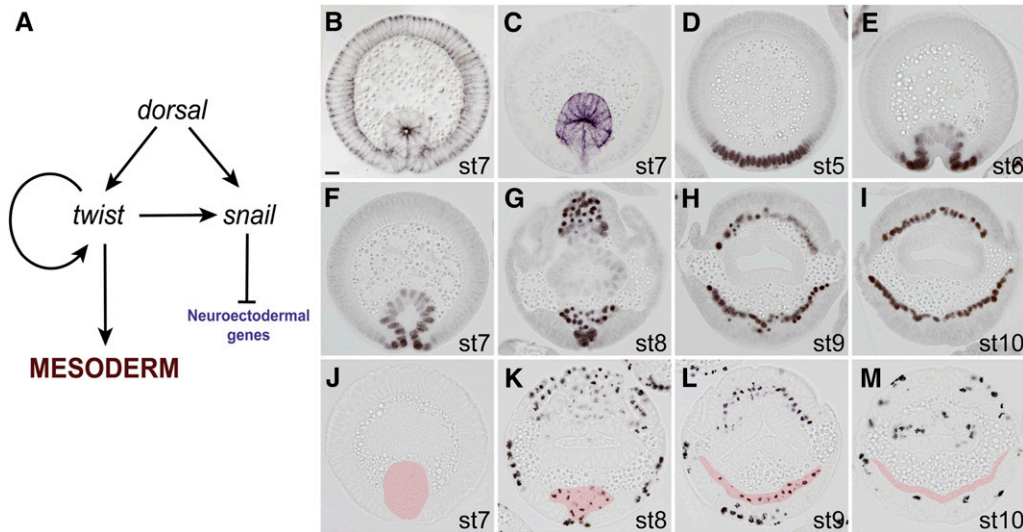 A
dorsal
twist
snail
Neuroectodermal
genes
MESODERM
B
st7
C
st7
D
st5
E
st6
F
st7
G
st8
H
st9
I
st10
J
st7
K
st8
L
st9
M
st10